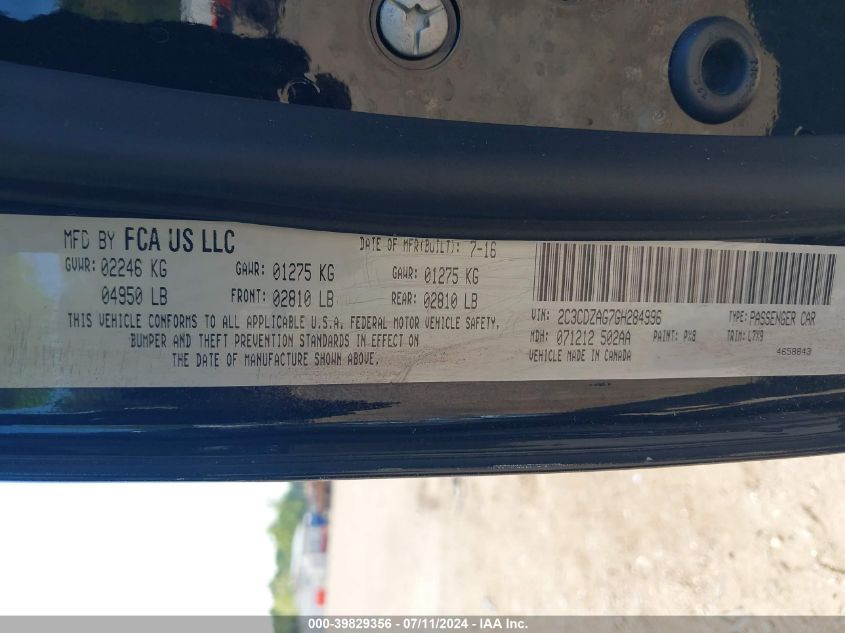 MFD BY FCA US LLC
DATE OF MFR(BUILT): 7-16
GVWR: 02246 KG GAWR: 01275 KG GAWR: 01275 KG
04950 LB FRONT: 02810 LB REAR: 02810 LB
THIS VEHICLE CONFORMS TO ALL APPLICABLE U.S.A. FEDERAL MOTOR VEHICLE SAFETY,
BUMPER AND THEFT PREVENTION STANDARDS IN EFFECT ON
THE DATE OF MANUFACTURE SHOWN ABOVE.
VIN: 2C3CDZAG7GH284996 TYPE: PASSENGER CAR
MDH: 071212 502AA PAINT: PX8 TRIM: L7X9
VEHICLE MADE IN CANADA 4658843
000-39829356 - 07/11/2024 - IAA Inc.